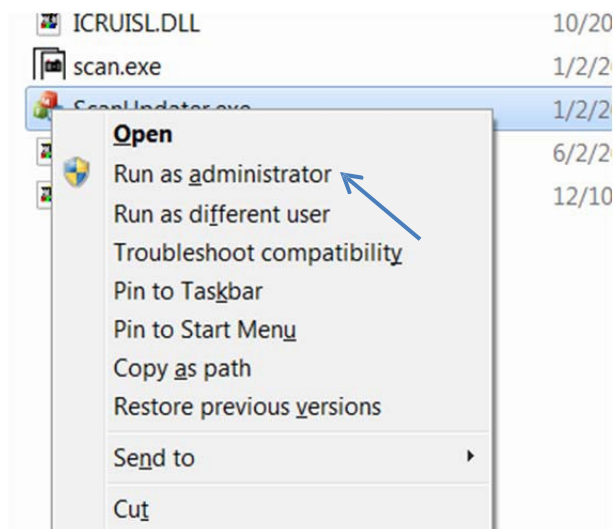 ICRUISL.DLL 10/20
scan.exe 1/2/2
ScanUpdater.exe 1/2/2
Open 6/2/2
Run as administrator 12/10
Run as different user
Troubleshoot compatibility
Pin to Taskbar
Pin to Start Menu
Copy as path
Restore previous versions
Send to
Cut